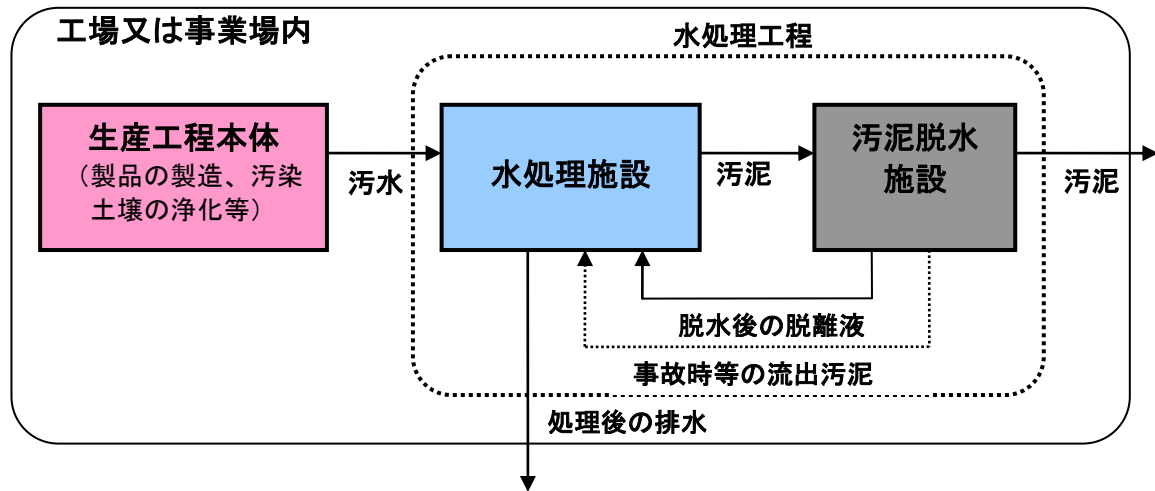 工場又は事業場内
水処理工程
生産工程本体
（製品の製造、汚染
土壌の浄化等）
汚水
水処理施設
汚泥
汚泥脱水
施設
汚泥
脱水後の脱離液
事故時等の流出汚泥
処理後の排水